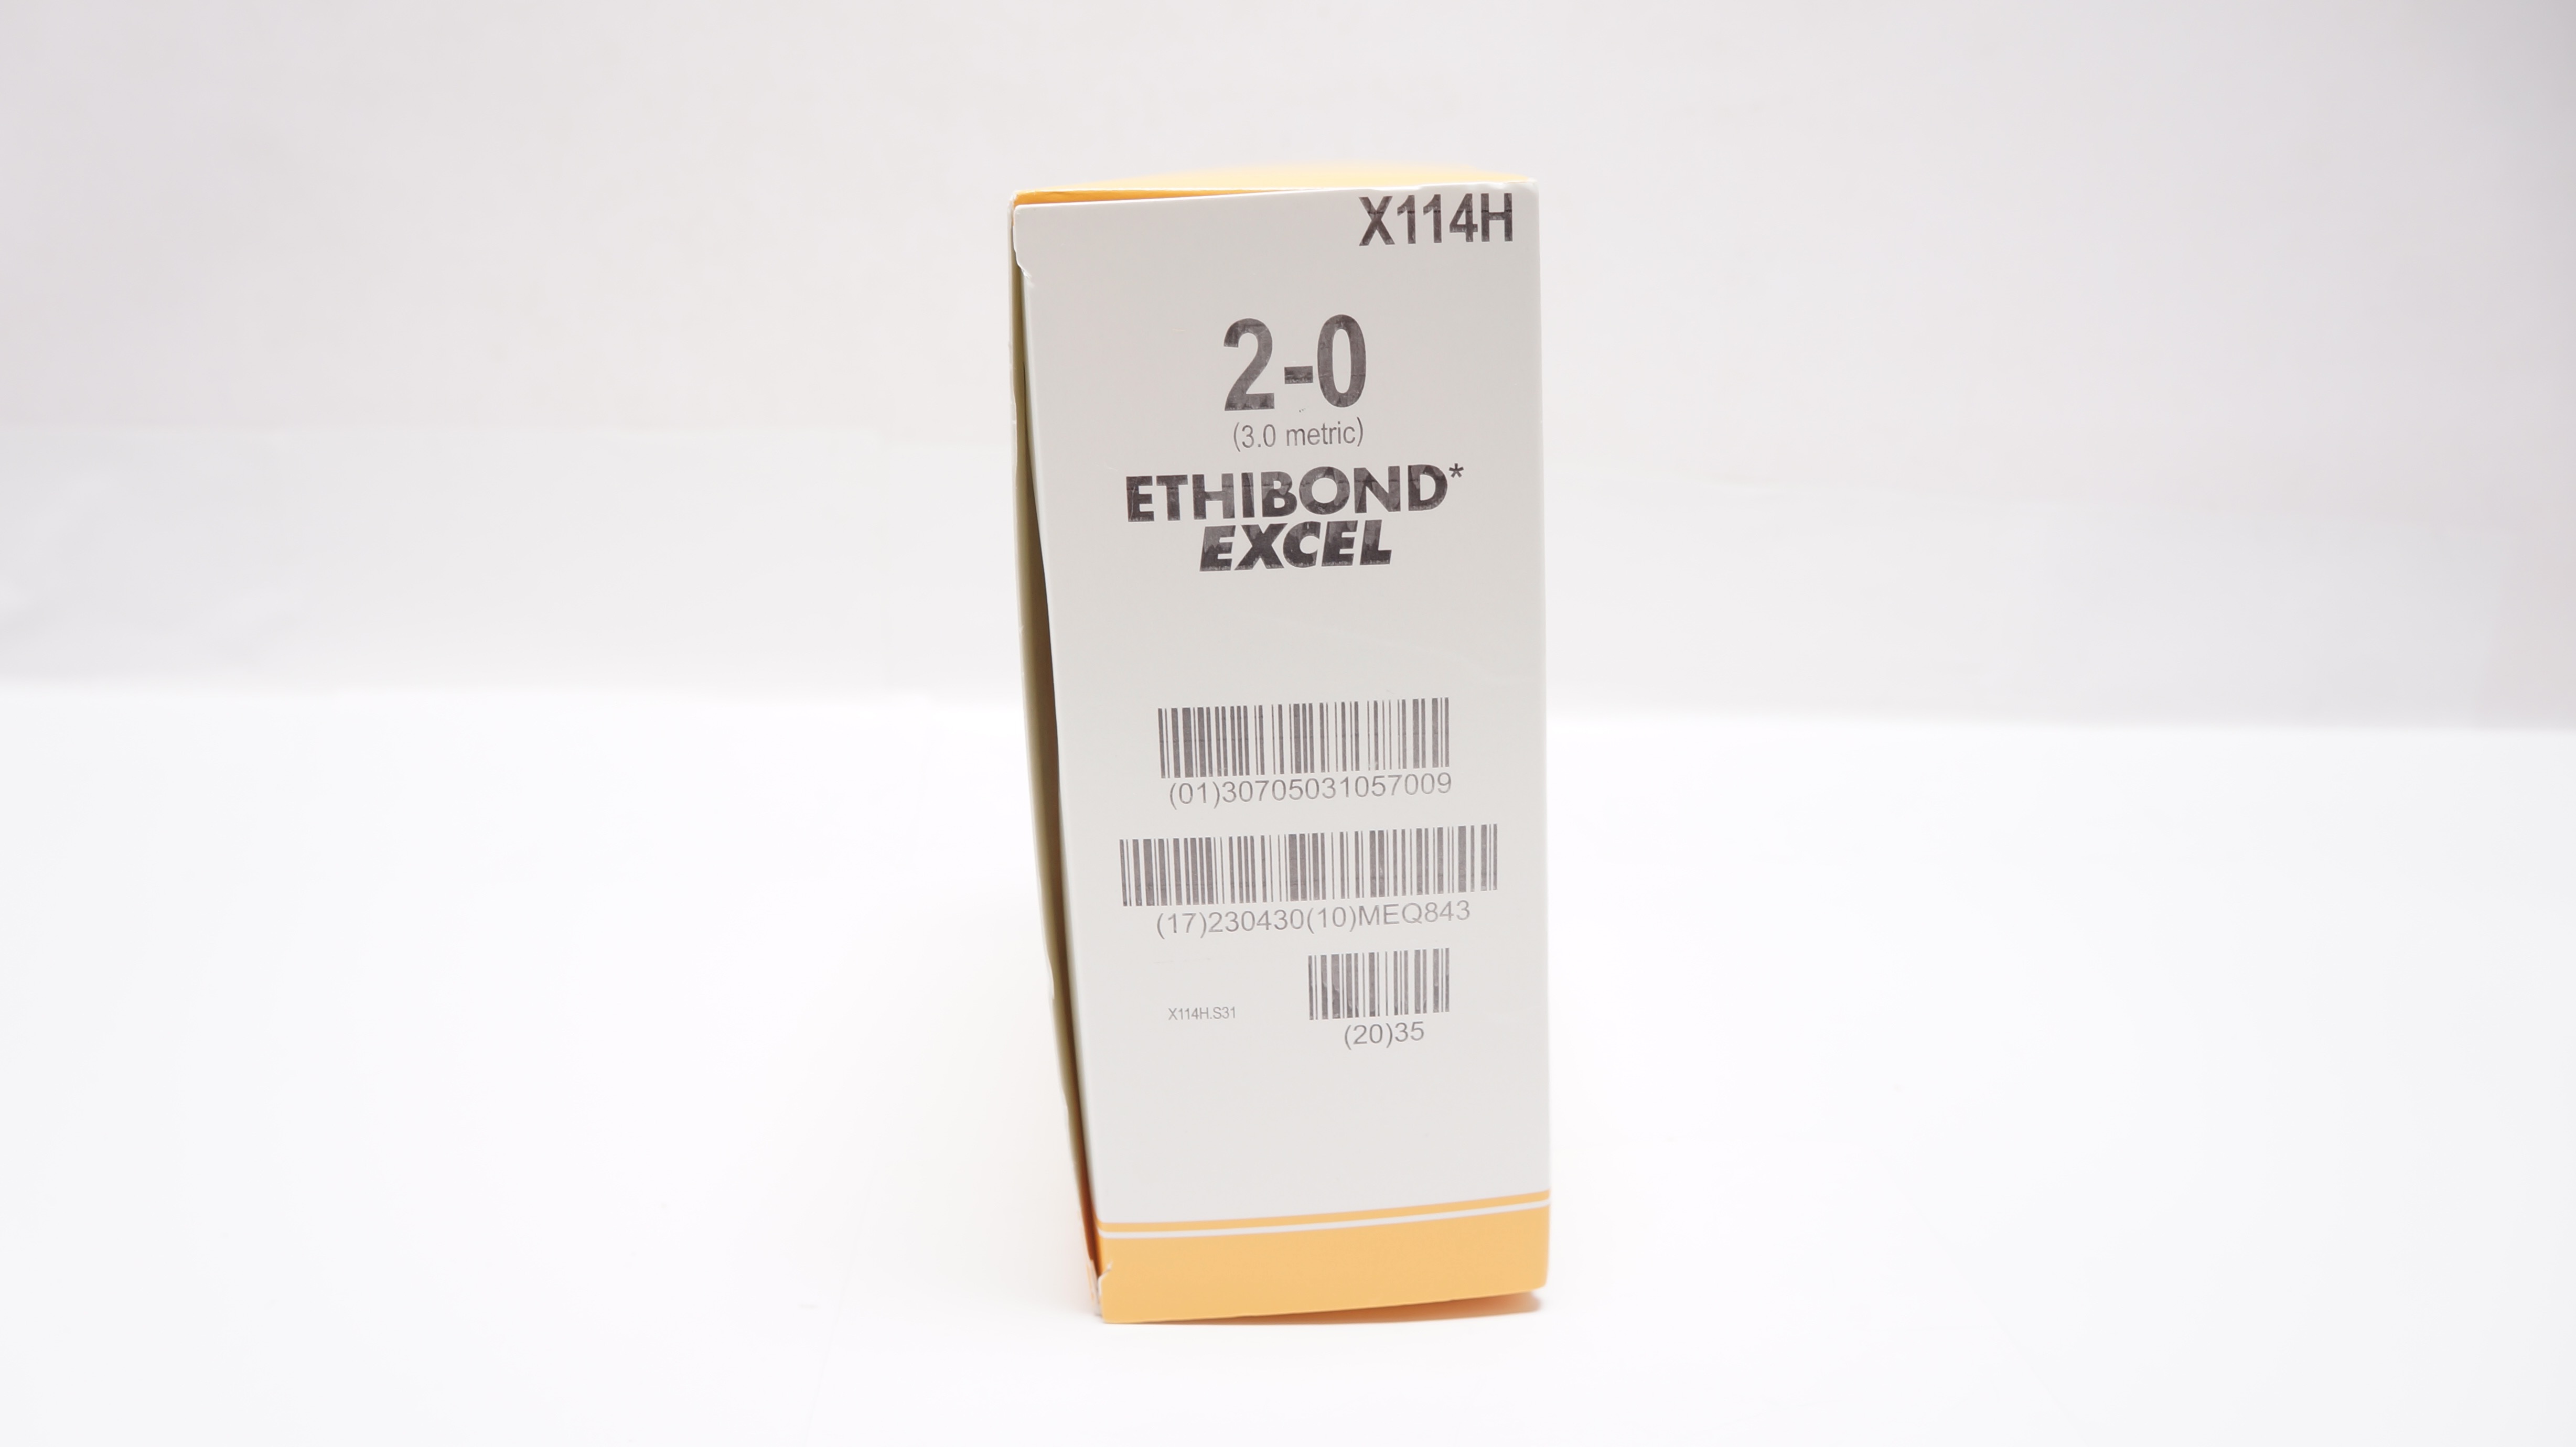 X114H
2-0
(3.0 metric)
ETHIBOND*
EXCEL
(01)30705031057009
(17)230430(10)MEQ843
X114H.S31
(20)35